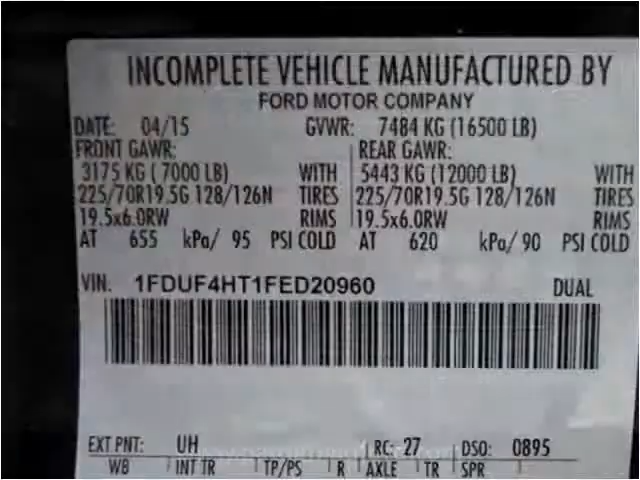 INCOMPLETE VEHICLE MANUFACTURED BY
FORD MOTOR COMPANY
DATE: 04/15 GVWR: 7484 KG (16500 LB)
FRONT GAWR: REAR GAWR:
3175 KG ( 7000 LB) WITH 5443 KG (12000 LB) WITH
225/70R19.5G 128/126N TIRES 225/70R19.5G 128/126N TIRES
19.5x6.0RW RIMS 19.5x6.0RW RIMS
AT 655 kPa/ 95 PSI COLD AT 620 kPa/ 90 PSI COLD
VIN: 1FDUF4HT1FED20960 DUAL
EXT PNT: UH RC: 27 DSO: 0895
WB INT TR TP/PS R AXLE TR SPR